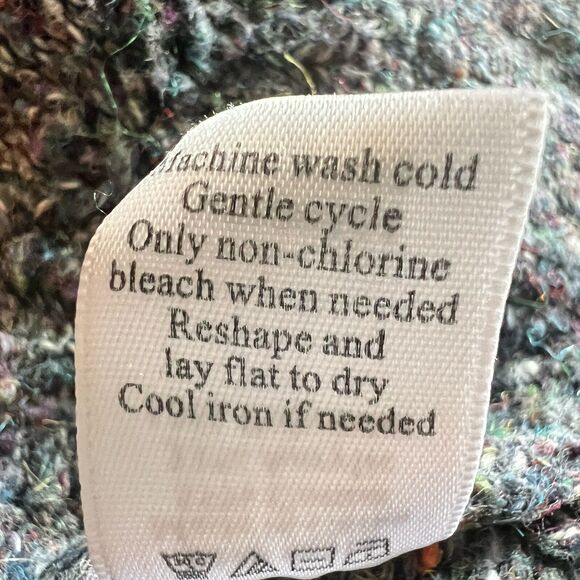 Machine wash cold
Gentle cycle
Only non-chlorine
bleach when needed
Reshape and
lay flat to dry
Cool iron if needed